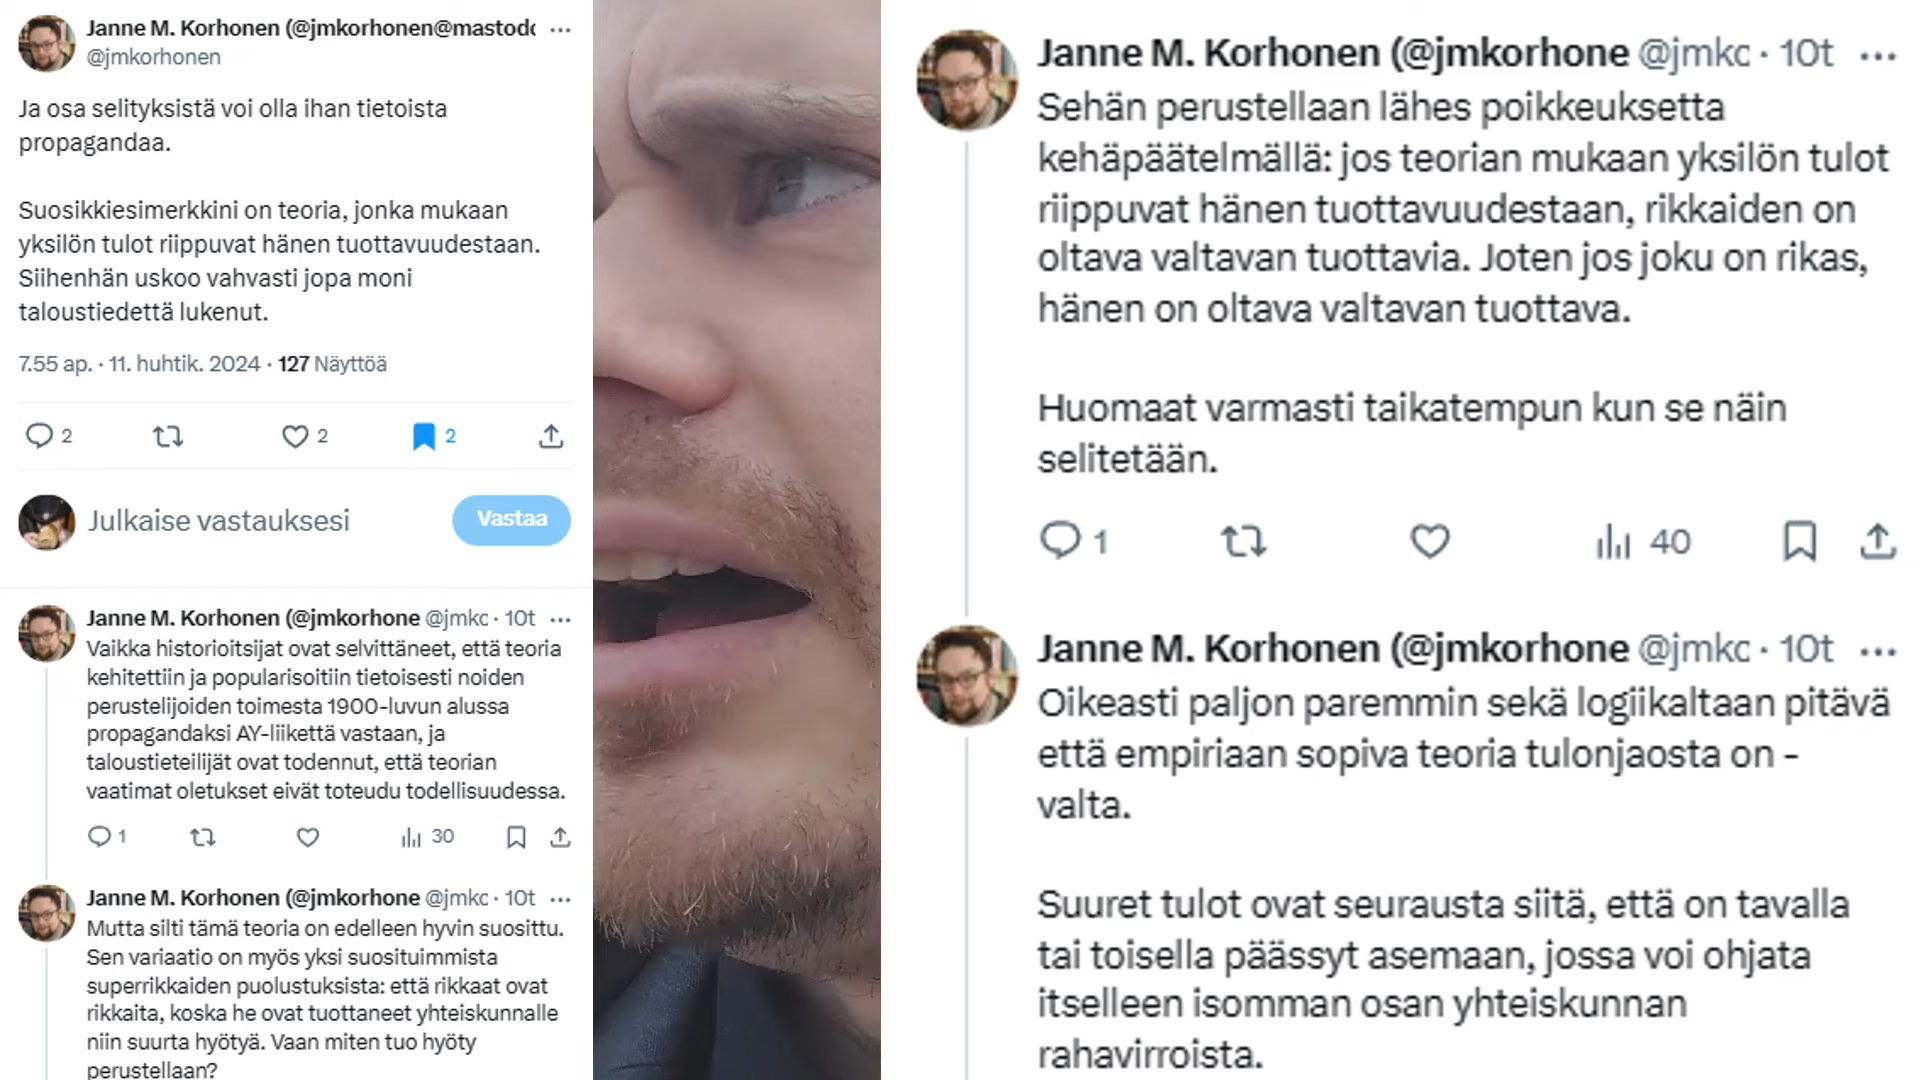 Janne M. Korhonen (@jmkorhonen@mastodo
@jmkorhonen
Ja osa selityksistä voi olla ihan tietoista
propagandaa.
Suosikkiesimerkkini on teoria, jonka mukaan
yksilön tulot riippuvat hänen tuottavuudestaan.
Siihenhän uskoo vahvasti jopa moni
taloustiedettä lukenut.
7.55 ap. · 11. huhtik. 2024 · 127 Näyttöä
2 2 2
Julkaise vastauksesi Vastaa
Janne M. Korhonen (@jmkorhone @jmkc · 10t
Vaikka historioitsijat ovat selvittäneet, että teoria
kehitettiin ja popularisoitiin tietoisesti noiden
perustelijoiden toimesta 1900-luvun alussa
propagandaksi AY-liikettä vastaan, ja
taloustieteilijät ovat todennut, että teorian
vaatimat oletukset eivät toteudu todellisuudessa.
1 30
Janne M. Korhonen (@jmkorhone @jmkc · 10t
Mutta silti tämä teoria on edelleen hyvin suosittu.
Sen variaatio on myös yksi suosituimmista
superrikkaiden puolustuksista: että rikkaat ovat
rikkaita, koska he ovat tuottaneet yhteiskunnalle
niin suurta hyötyä. Vaan miten tuo hyöty
perustellaan?
Janne M. Korhonen (@jmkorhone @jmkc · 10t
Sehän perustellaan lähes poikkeuksetta
kehäpäätelmällä: jos teorian mukaan yksilön tulot
riippuvat hänen tuottavuudestaan, rikkaiden on
oltava valtavan tuottavia. Joten jos joku on rikas,
hänen on oltava valtavan tuottava.
Huomaat varmasti taikatempun kun se näin
selitetään.
1 40
Janne M. Korhonen (@jmkorhone @jmkc · 10t
Oikeasti paljon paremmin sekä logiikaltaan pitävä
että empiriaan sopiva teoria tulonjaosta on -
valta.
Suuret tulot ovat seurausta siitä, että on tavalla
tai toisella päässyt asemaan, jossa voi ohjata
itselleen isomman osan yhteiskunnan
rahavirroista.